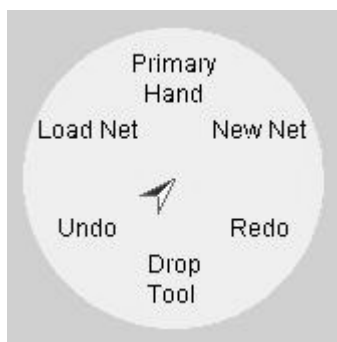 Primary
Hand
Load Net
New Net
Undo
Redo
Drop
Tool